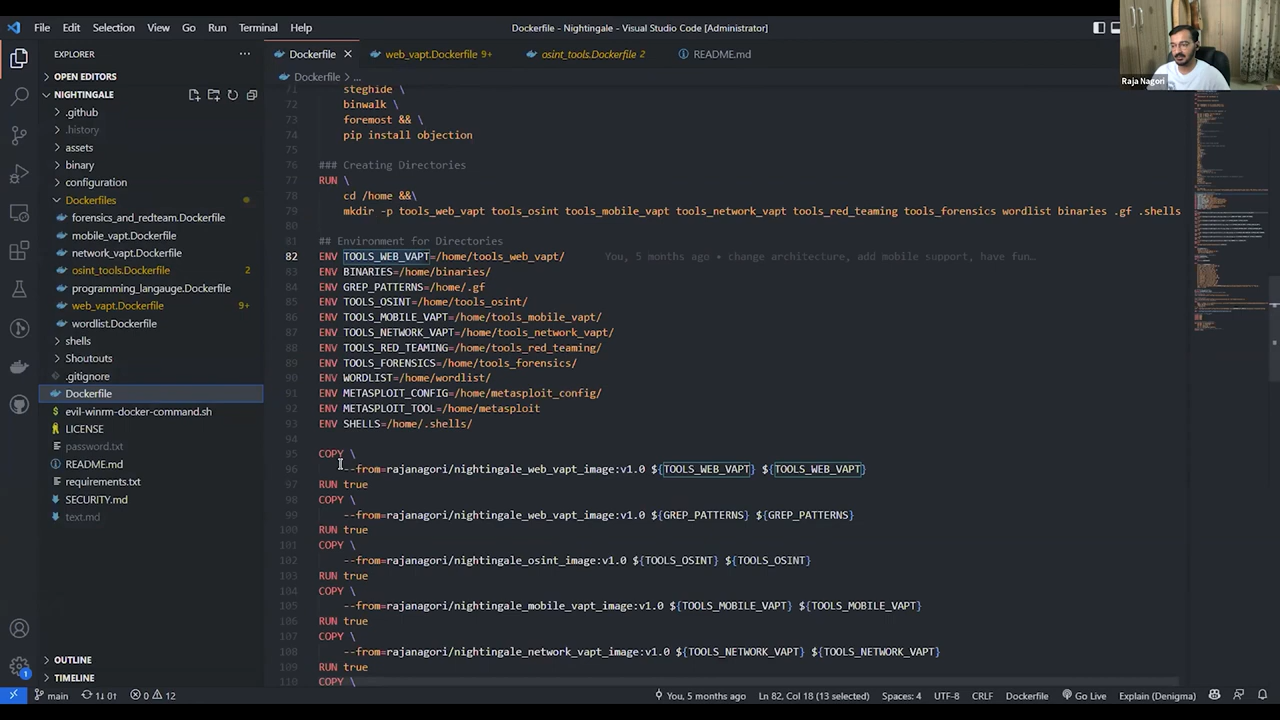 File Edit Selection View Go Run Terminal Help
Dockerfile - Nightingale - Visual Studio Code [Administrator]
Raja Nagori
EXPLORER
OPEN EDITORS
NIGHTINGALE
.github
.history
assets
binary
configuration
Dockerfiles
forensics_and_redteam.Dockerfile
mobile_vapt.Dockerfile
network_vapt.Dockerfile
osint_tools.Dockerfile 2
programming_langauge.Dockerfile
web_vapt.Dockerfile 9+
wordlist.Dockerfile
shells
Shoutouts
.gitignore
Dockerfile
evil-winrm-docker-command.sh
LICENSE
password.txt
README.md
requirements.txt
SECURITY.md
text.md
OUTLINE
TIMELINE
Dockerfile web_vapt.Dockerfile 9+ osint_tools.Dockerfile 2 README.md
Dockerfile > ...
71 steghide \
72 binwalk \
73 foremost && \
74 pip install objection
75
76 ### Creating Directories
77 RUN \
78 cd /home &&\
79 mkdir -p tools_web_vapt tools_osint tools_mobile_vapt tools_network_vapt tools_red_teaming tools_forensics wordlist binaries .gf .shells
80
81 ## Environment for Directories
82 ENV TOOLS_WEB_VAPT=/home/tools_web_vapt/ You, 5 months ago • change architecture, add mobile support, have fun…
83 ENV BINARIES=/home/binaries/
84 ENV GREP_PATTERNS=/home/.gf
85 ENV TOOLS_OSINT=/home/tools_osint/
86 ENV TOOLS_MOBILE_VAPT=/home/tools_mobile_vapt/
87 ENV TOOLS_NETWORK_VAPT=/home/tools_network_vapt/
88 ENV TOOLS_RED_TEAMING=/home/tools_red_teaming/
89 ENV TOOLS_FORENSICS=/home/tools_forensics/
90 ENV WORDLIST=/home/wordlist/
91 ENV METASPLOIT_CONFIG=/home/metasploit_config/
92 ENV METASPLOIT_TOOL=/home/metasploit
93 ENV SHELLS=/home/.shells/
94
95 COPY \
96 --from=rajanagori/nightingale_web_vapt_image:v1.0 ${TOOLS_WEB_VAPT} ${TOOLS_WEB_VAPT}
97 RUN true
98 COPY \
99 --from=rajanagori/nightingale_web_vapt_image:v1.0 ${GREP_PATTERNS} ${GREP_PATTERNS}
100 RUN true
101 COPY \
102 --from=rajanagori/nightingale_osint_image:v1.0 ${TOOLS_OSINT} ${TOOLS_OSINT}
103 RUN true
104 COPY \
105 --from=rajanagori/nightingale_mobile_vapt_image:v1.0 ${TOOLS_MOBILE_VAPT} ${TOOLS_MOBILE_VAPT}
106 RUN true
107 COPY \
108 --from=rajanagori/nightingale_network_vapt_image:v1.0 ${TOOLS_NETWORK_VAPT} ${TOOLS_NETWORK_VAPT}
109 RUN true
110 COPY \
main 1↓ 0↑ 0 12 You, 5 months ago Ln 82, Col 18 (13 selected) Spaces: 4 UTF-8 CRLF Dockerfile Go Live Explain (Denigma)